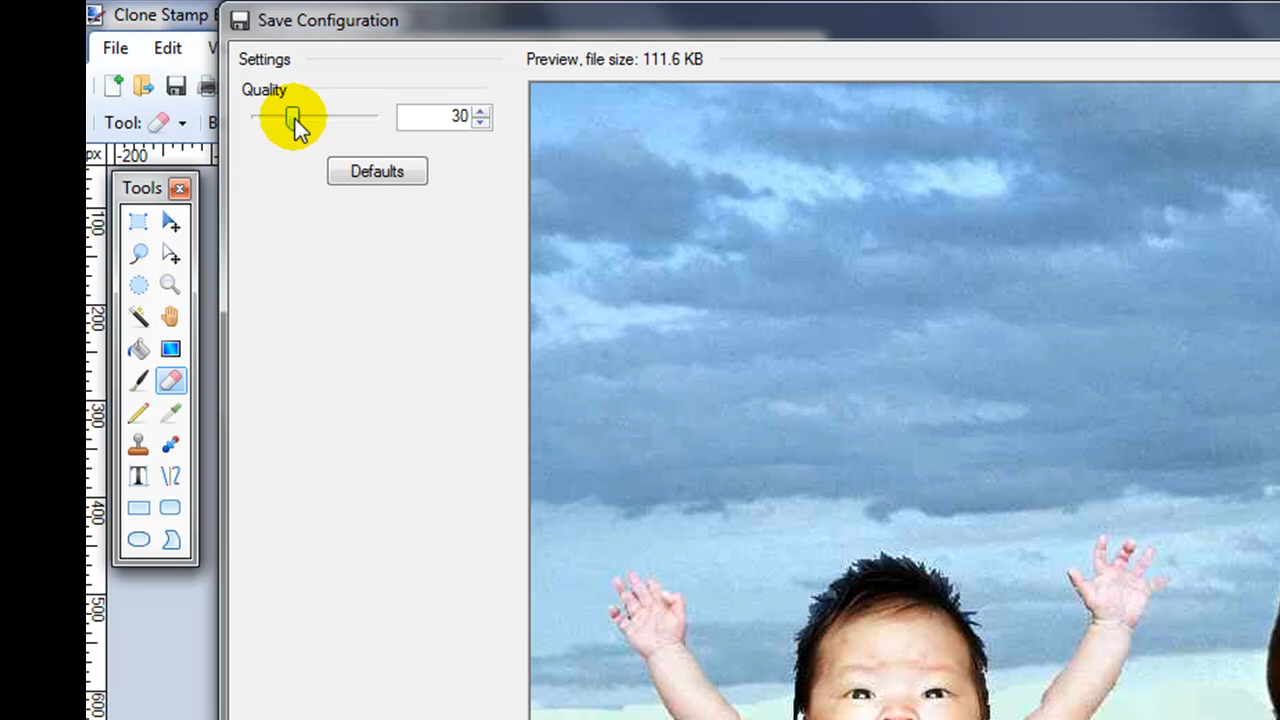 Clone Stamp
Save Configuration
File Edit
Settings
Preview, file size: 111.6 KB
Quality
30
Tool:
B
Defaults
px
-200
Tools
100
200
300
400
500
600